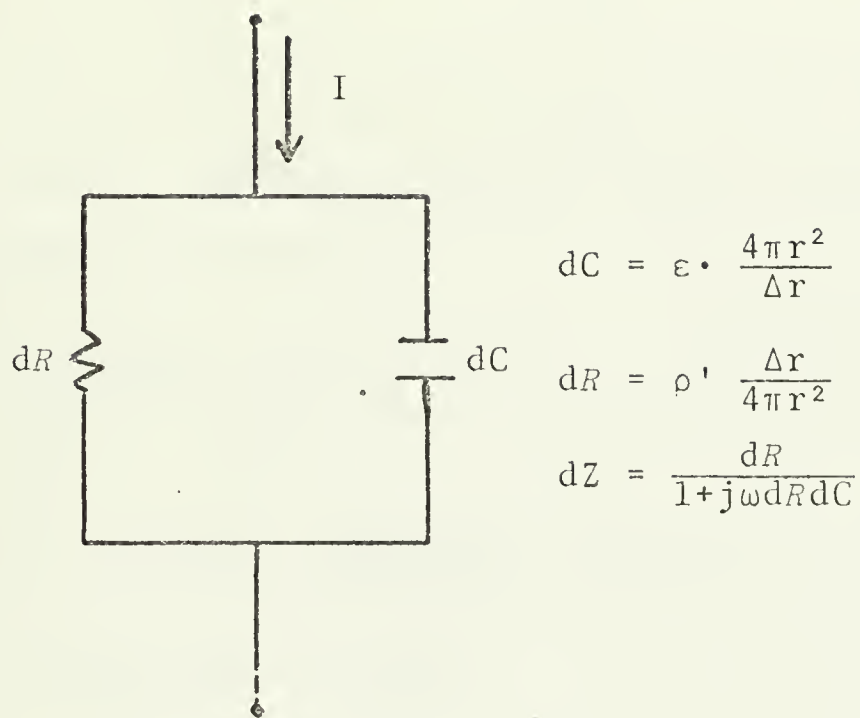 I
dC = ε· 4πr²/Δr
dR
dC
dR = ρ' Δr/4πr²
dZ = dR/1+jωdRdC